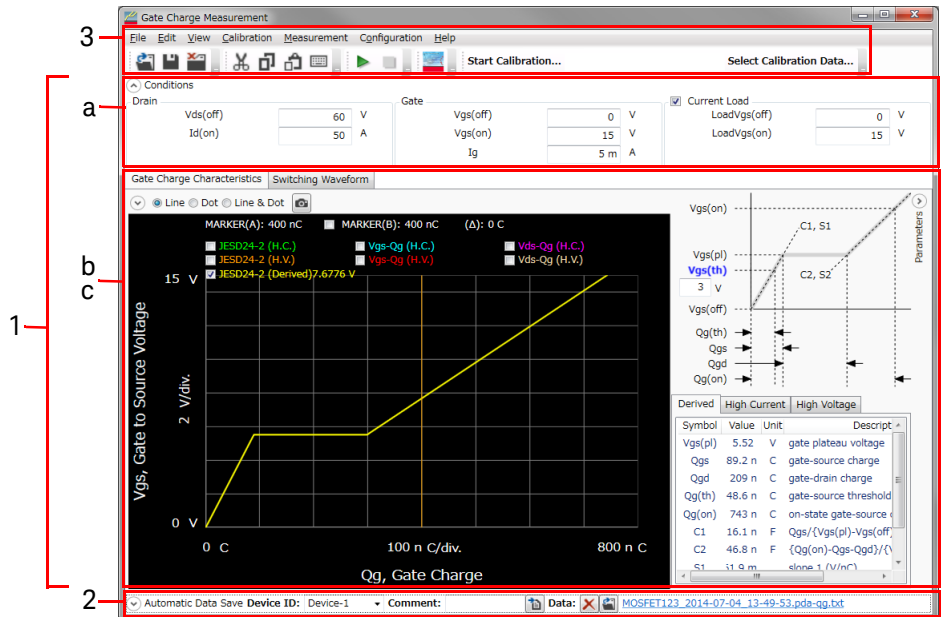 Gate Charge Measurement
3
File Edit View Calibration Measurement Configuration Help
Start Calibration... Select Calibration Data...
1
a
Conditions
Drain
Vds(off) 60 V
Id(on) 50 A
Gate
Vgs(off) 0 V
Vgs(on) 15 V
Ig 5 m A
Current Load
LoadVgs(off) 0 V
LoadVgs(on) 15 V
b
c
Gate Charge Characteristics Switching Waveform
Line Dot Line & Dot
MARKER(A): 400 nC MARKER(B): 400 nC (Δ): 0 C
JESD24-2 (H.C.) Vgs-Qg (H.C.) Vds-Qg (H.C.)
JESD24-2 (H.V.) Vgs-Qg (H.V.) Vds-Qg (H.V.)
JESD24-2 (Derived)7.6776 V
15 V
Vgs, Gate to Source Voltage
2 V/div.
0 V
0 C 100 n C/div. 800 n C
Qg, Gate Charge
Parameters
Vgs(on)
C1, S1
Vgs(pl)
Vgs(th)
C2, S2
3 V
Vgs(off)
Qg(th)
Qgs
Qgd
Qg(on)
Derived High Current High Voltage
Symbol Value Unit Descript
Vgs(pl) 5.52 V gate plateau voltage
Qgs 89.2 n C gate-source charge
Qgd 209 n C gate-drain charge
Qg(th) 48.6 n C gate-source threshold
Qg(on) 743 n C on-state gate-source
C1 16.1 n F Qgs/{Vgs(pl)-Vgs(off)
C2 46.8 n F {Qg(on)-Qgs-Qgd}/{V
S1 51.9 m slope 1 (V/nC)
2
Automatic Data Save Device ID: Device-1 Comment: Data: MOSFET123_2014-07-04_13-49-53.pda-qg.txt